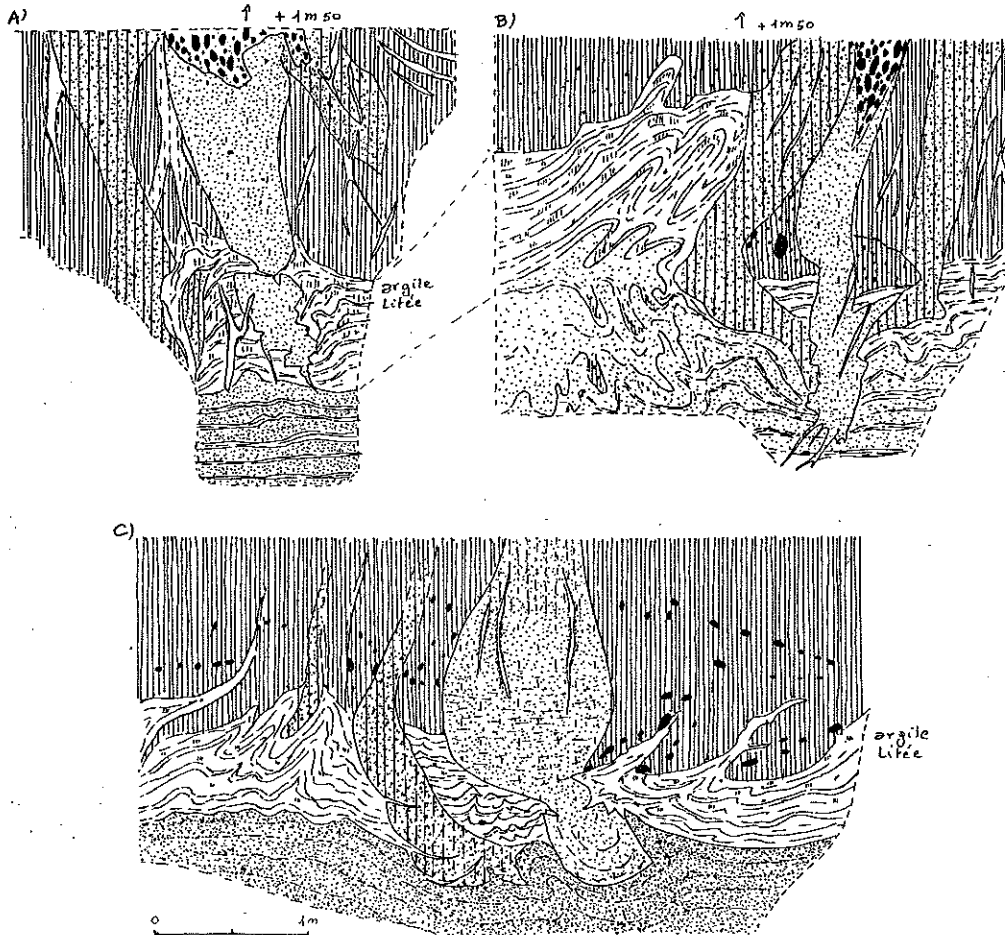 A)
↑ + 1m 50
B)
↑ + 1m 50
argile
litée
C)
argile
litée
0 1m